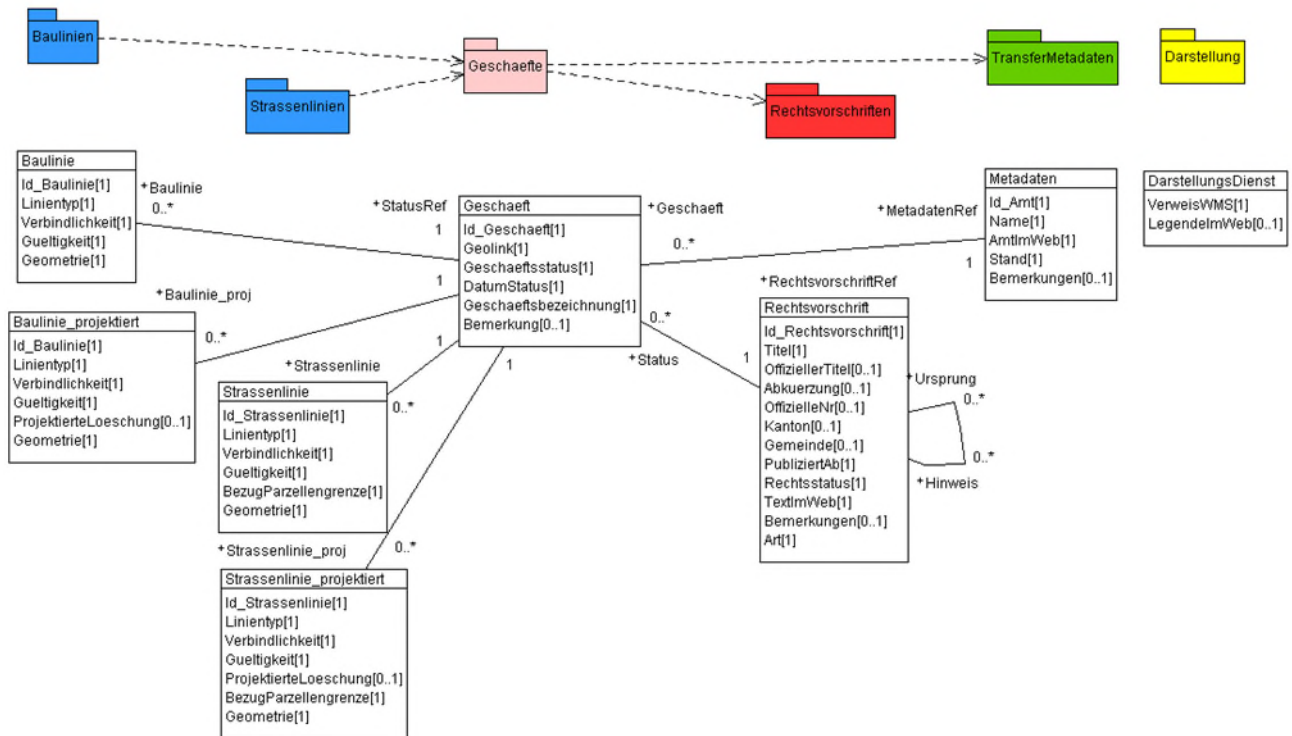 Baulinien
Strassenlinien
Geschaefte
Rechtsvorschriften
TransferMetadaten
Darstellung
Baulinie
Id_Baulinie[1]
Linientyp[1]
Verbindlichkeit[1]
Gueltigkeit[1]
Geometrie[1]
+Baulinie
0..*
+StatusRef
1
Geschaeft
Id_Geschaeft[1]
Geolink[1]
Geschaeftsstatus[1]
DatumStatus[1]
Geschaeftsbezeichnung[1]
Bemerkung[0..1]
+Geschaeft
0..*
+MetadatenRef
1
Metadaten
Id_Amt[1]
Name[1]
AmtImWeb[1]
Stand[1]
Bemerkungen[0..1]
DarstellungsDienst
VerweisWMS[1]
LegendeImWeb[0..1]
+Baulinie_proj
0..*
1
Baulinie_projektiert
Id_Baulinie[1]
Linientyp[1]
Verbindlichkeit[1]
Gueltigkeit[1]
ProjektierteLoeschung[0..1]
Geometrie[1]
+Strassenlinie
0..*
1
Strassenlinie
Id_Strassenlinie[1]
Linientyp[1]
Verbindlichkeit[1]
Gueltigkeit[1]
BezugParzellengrenze[1]
Geometrie[1]
1
+Strassenlinie_proj
0..*
Strassenlinie_projektiert
Id_Strassenlinie[1]
Linientyp[1]
Verbindlichkeit[1]
Gueltigkeit[1]
ProjektierteLoeschung[0..1]
BezugParzellengrenze[1]
Geometrie[1]
0..*
+Status
+RechtsvorschriftRef
1
Rechtsvorschrift
Id_Rechtsvorschrift[1]
Titel[1]
OffiziellerTitel[0..1]
Abkuerzung[0..1]
OffizielleNr[0..1]
Kanton[0..1]
Gemeinde[0..1]
PubliziertAb[1]
Rechtsstatus[1]
TextImWeb[1]
Bemerkungen[0..1]
Art[1]
+Ursprung
0..*
0..*
+Hinweis